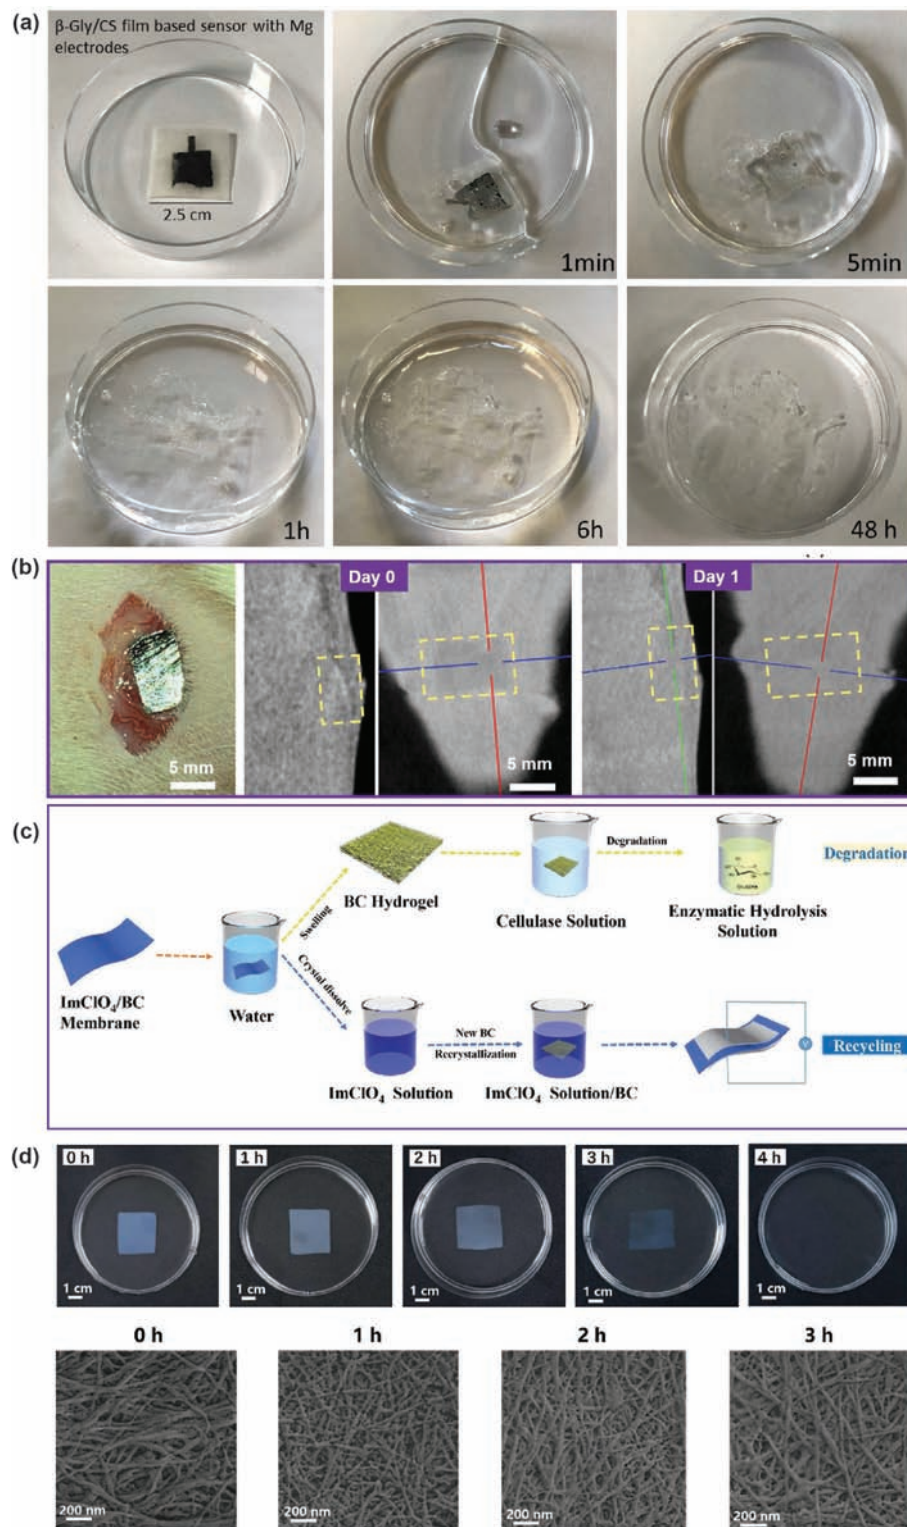 (a)
β-Gly/CS film based sensor with Mg
electrodes
2.5 cm
1min
5min
1h
6h
48 h
(b)
Day 0
Day 1
5 mm
5 mm
5 mm
(c)
ImClO₄/BC
Membrane
Water
Swelling
Crystal dissolve
BC Hydrogel
Cellulase Solution
Degradation
Enzymatic Hydrolysis
Solution
Degradation
ImClO₄ Solution
New BC
Recrystallization
ImClO₄ Solution/BC
V
Recycling
(d)
0 h
1 h
2 h
3 h
4 h
1 cm
1 cm
1 cm
1 cm
1 cm
0 h
1 h
2 h
3 h
200 nm
200 nm
200 nm
200 nm